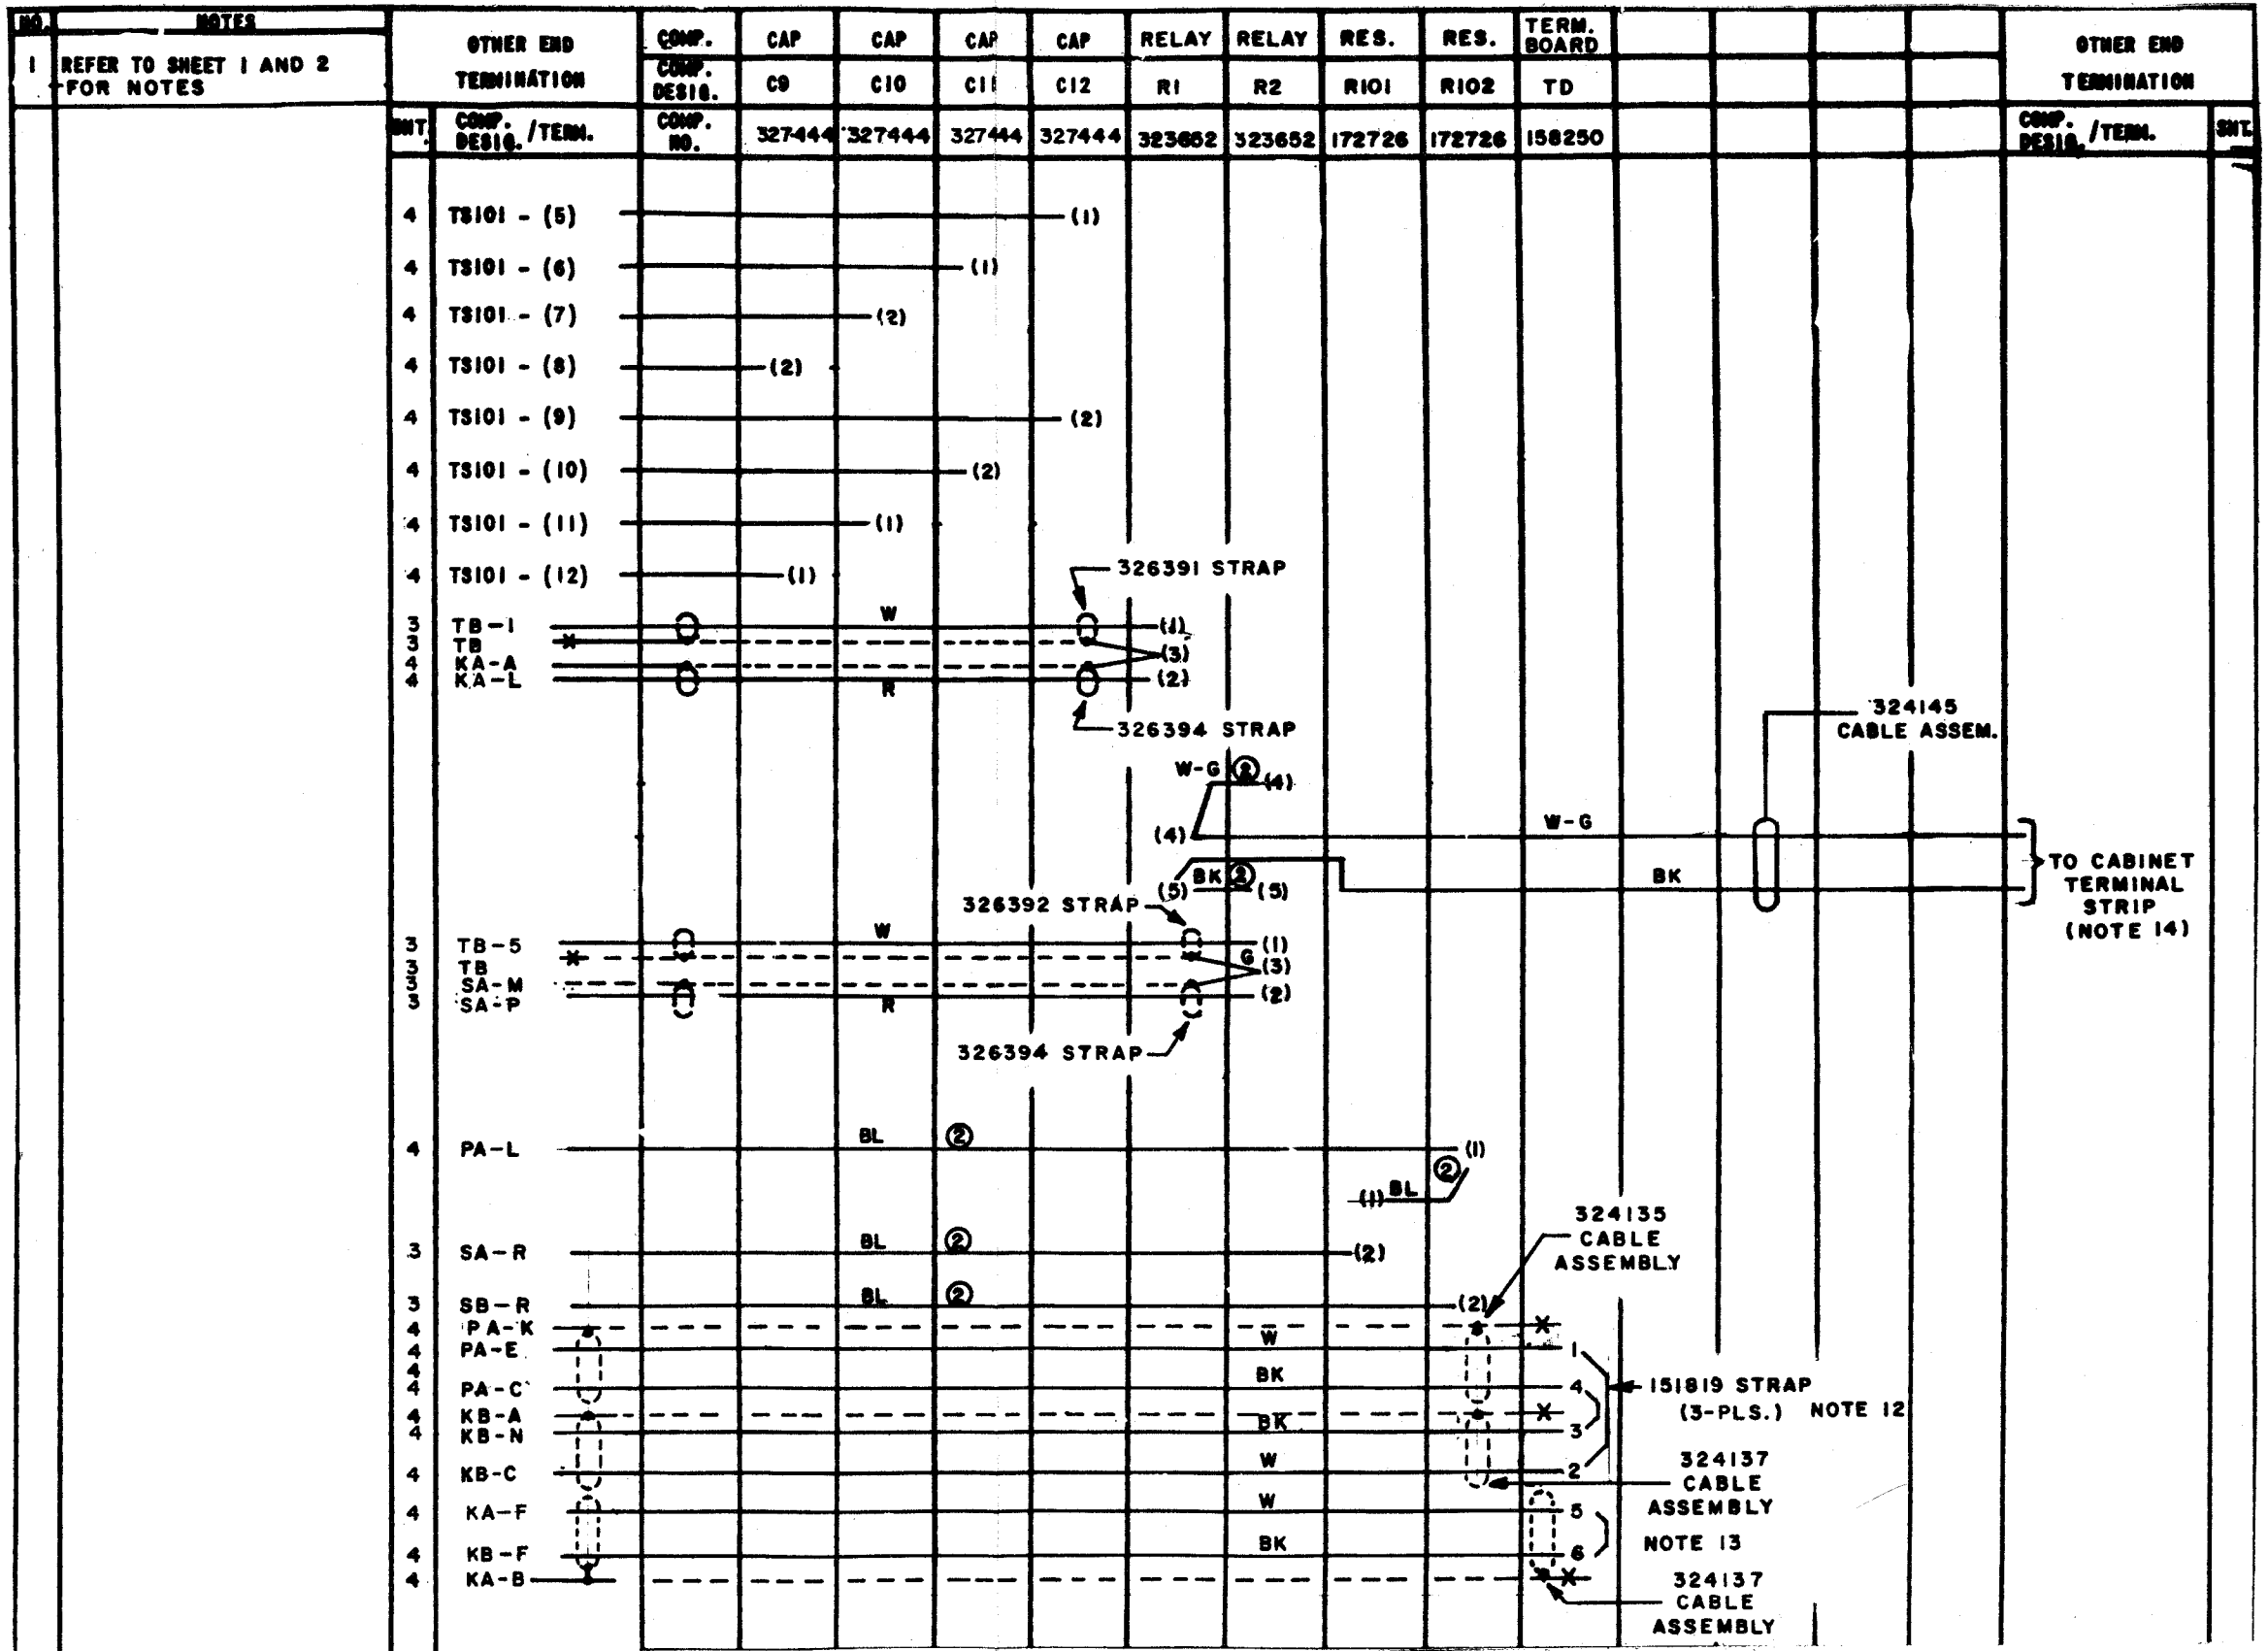 NO. NOTES
1 REFER TO SHEET 1 AND 2
FOR NOTES
OTHER END
TERMINATION
SHT. COMP. DESIG. /TERM.
COMP. CAP CAP CAP CAP RELAY RELAY RES. RES. TERM. BOARD
COMP. DESIG. C9 C10 C11 C12 R1 R2 R101 R102 TD
COMP. NO. 327444 327444 327444 327444 323652 323652 172726 172726 158250
OTHER END
TERMINATION
COMP. DESIG. /TERM. SHT.
4 TS101 - (5) (1)
4 TS101 - (6) (1)
4 TS101 - (7) (2)
4 TS101 - (8) (2)
4 TS101 - (9) (2)
4 TS101 - (10) (2)
4 TS101 - (11) (1)
4 TS101 - (12) (1)
326391 STRAP
3 TB-1 W (1)
3 TB X
(3)
4 KA-A
4 KA-L R (2)
326394 STRAP
324145
CABLE ASSEM.
W-G 2 (4)
(4) W-G
(5) BK 2 (5) BK
TO CABINET
TERMINAL
STRIP
(NOTE 14)
326392 STRAP
3 TB-5 W (1)
3 TB X G (3)
3 SA-M
3 SA-P R (2)
326394 STRAP
4 PA-L BL 2 (1)
(1) BL 2
3 SA-R BL 2 (2)
324135
CABLE
ASSEMBLY
3 SB-R BL 2 (2)
4 PA-K X
4 PA-E W 1
4
4 PA-C BK 4
151819 STRAP
(3-PLS.) NOTE 12
4 KB-A X
4 KB-N BK 3
4 KB-C W 2
324137
CABLE
ASSEMBLY
4 KA-F W 5
4 KB-F BK 6
NOTE 13
4 KA-B X
324137
CABLE
ASSEMBLY